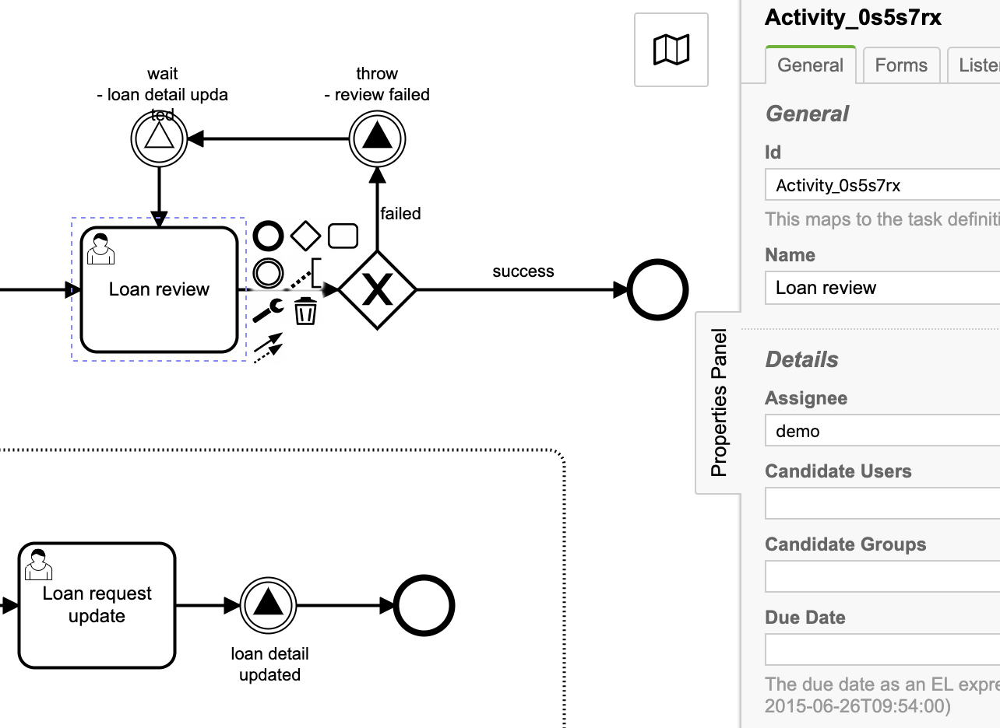 wait
- loan detail upda
ted
throw
- review failed
failed
Loan review
success
Loan request
update
loan detail
updated
Properties Panel
Activity_0s5s7rx
General
Forms
Liste
General
Id
Activity_0s5s7rx
This maps to the task definiti
Name
Loan review
Details
Assignee
demo
Candidate Users
Candidate Groups
Due Date
The due date as an EL expre
2015-06-26T09:54:00)